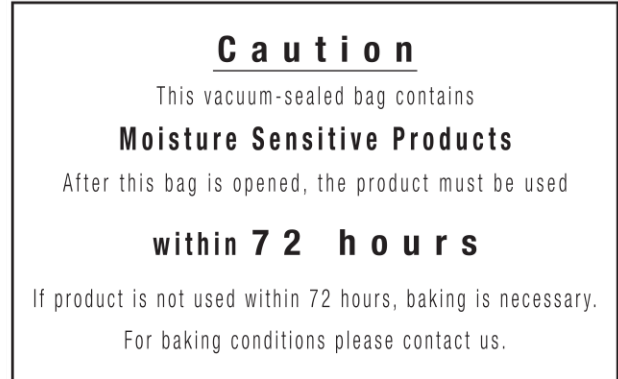 Caution
This vacuum-sealed bag contains
Moisture Sensitive Products
After this bag is opened, the product must be used
within 72 hours
If product is not used within 72 hours, baking is necessary.
For baking conditions please contact us.